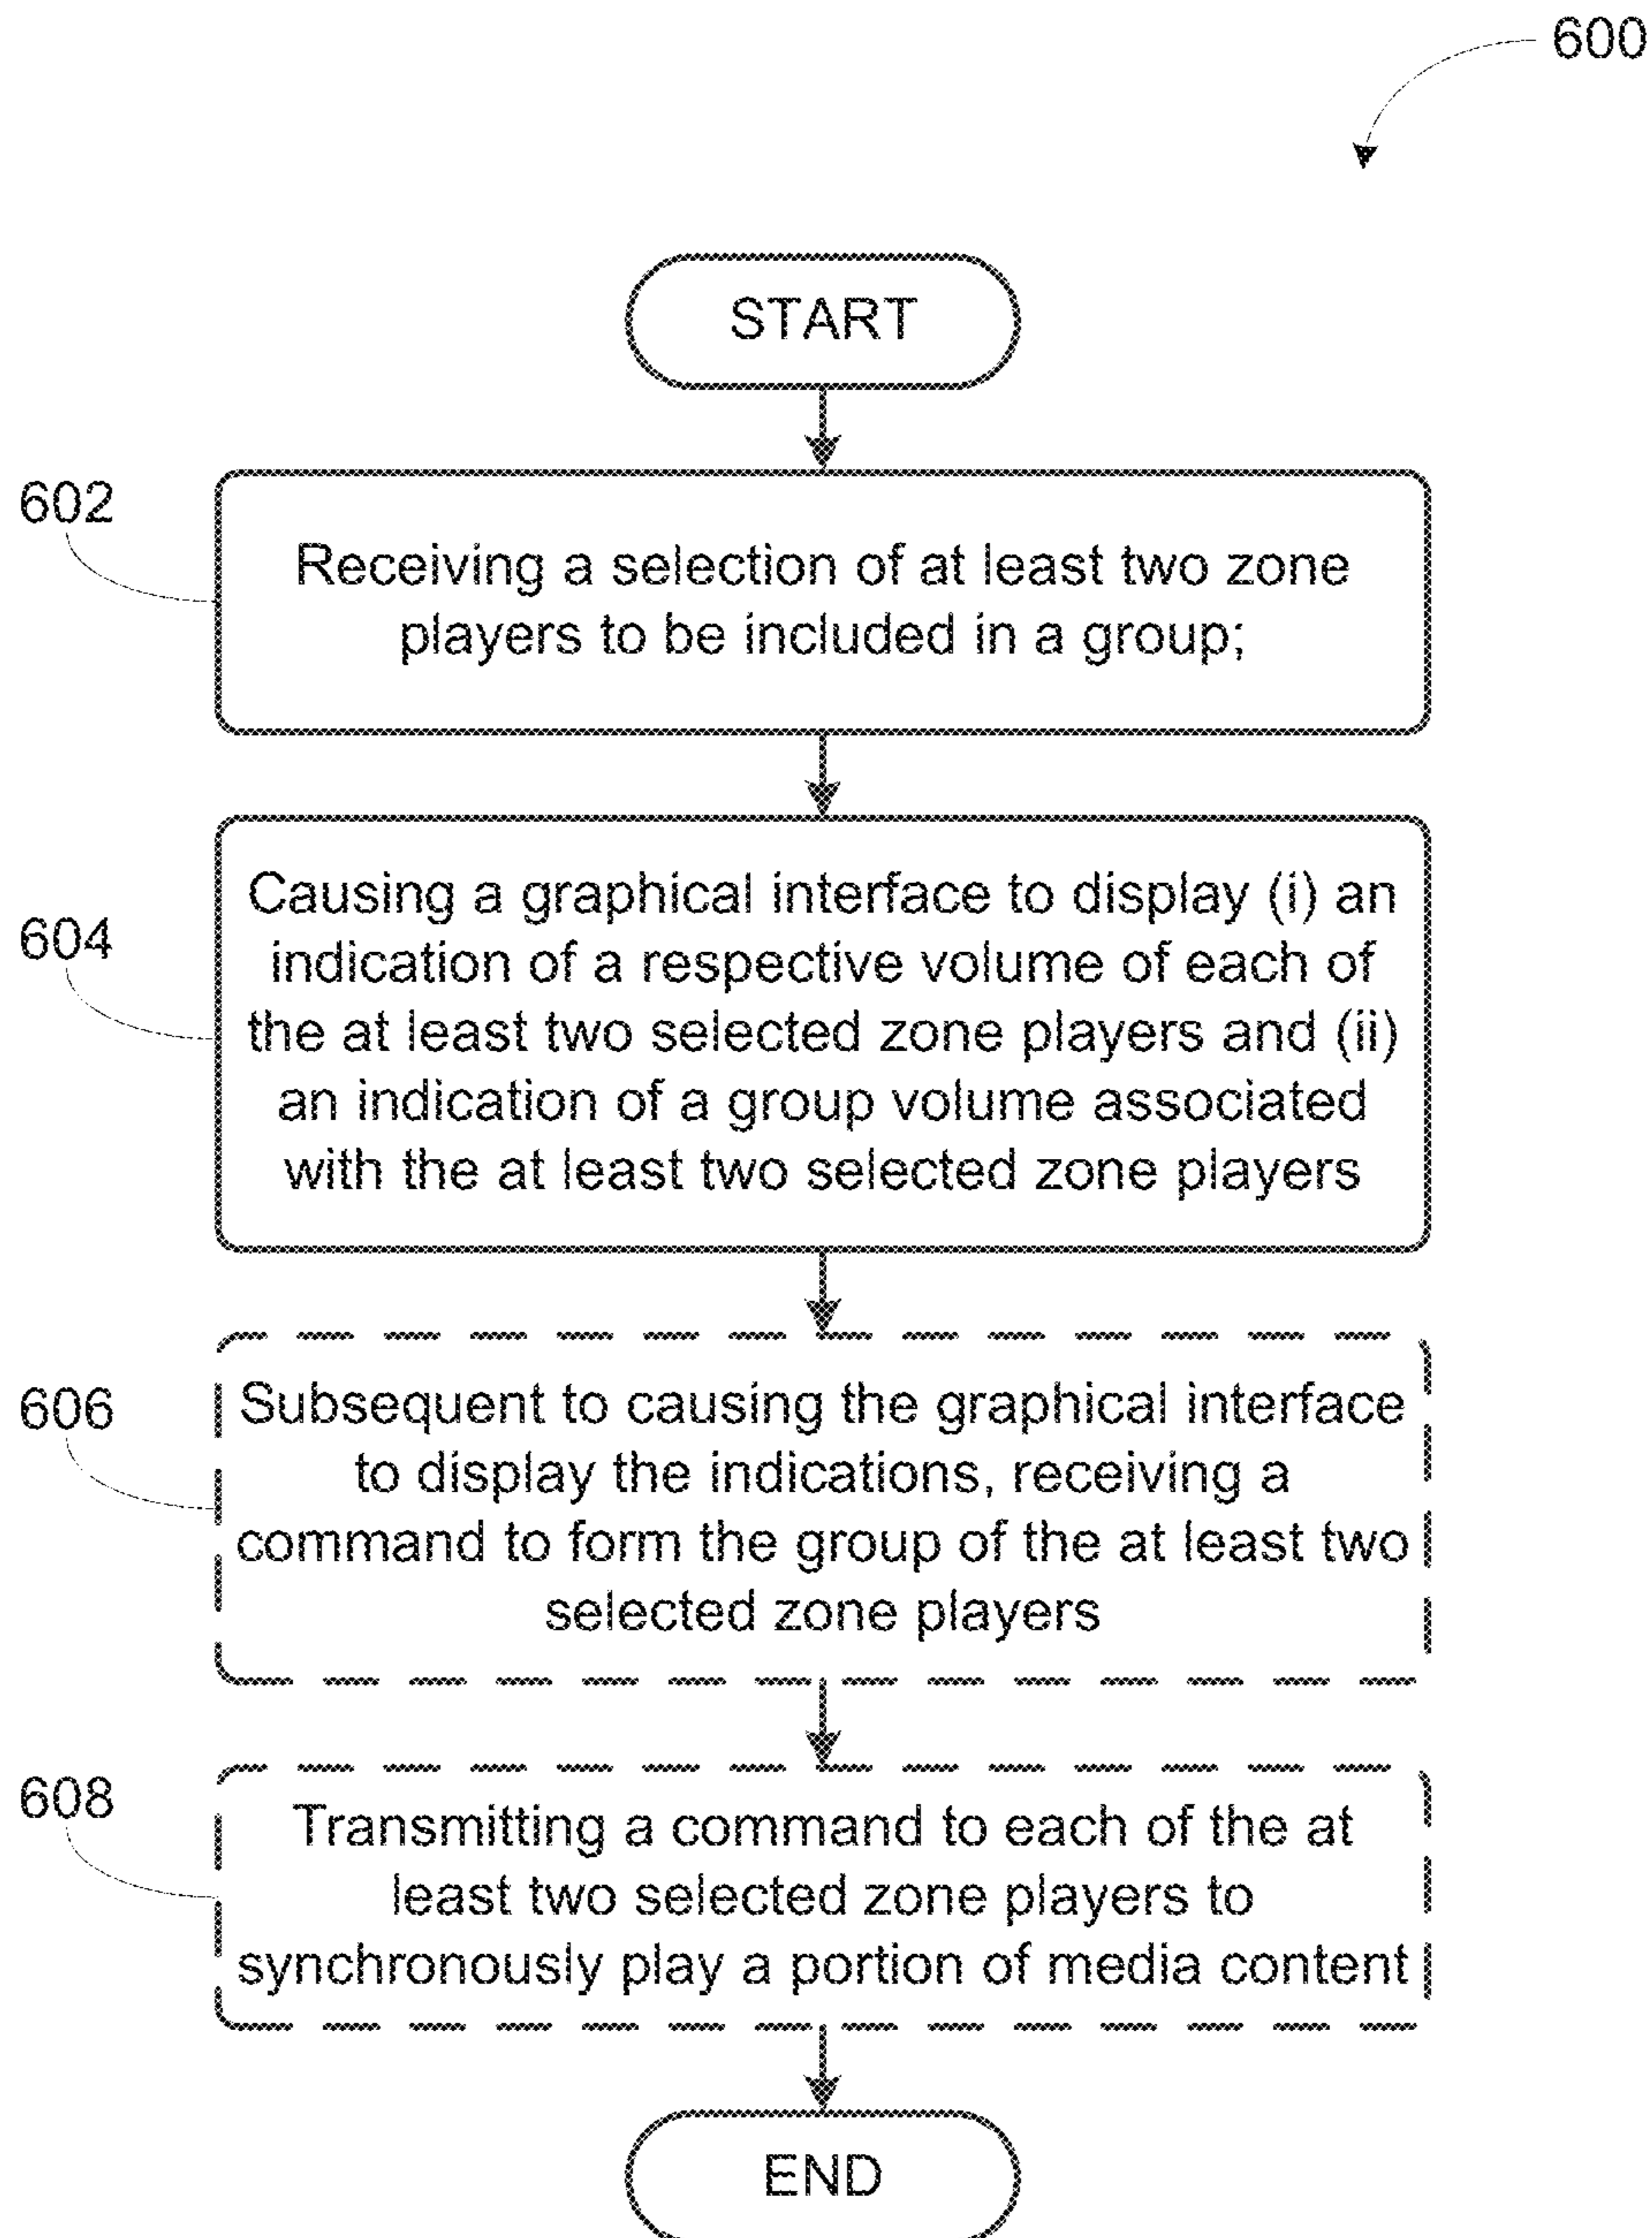 600
START
602
Receiving a selection of at least two zone
players to be included in a group;
604
Causing a graphical interface to display (i) an
indication of a respective volume of each of
the at least two selected zone players and (ii)
an indication of a group volume associated
with the at least two selected zone players
606
Subsequent to causing the graphical interface
to display the indications, receiving a
command to form the group of the at least two
selected zone players
608
Transmitting a command to each of the at
least two selected zone players to
synchronously play a portion of media content
END